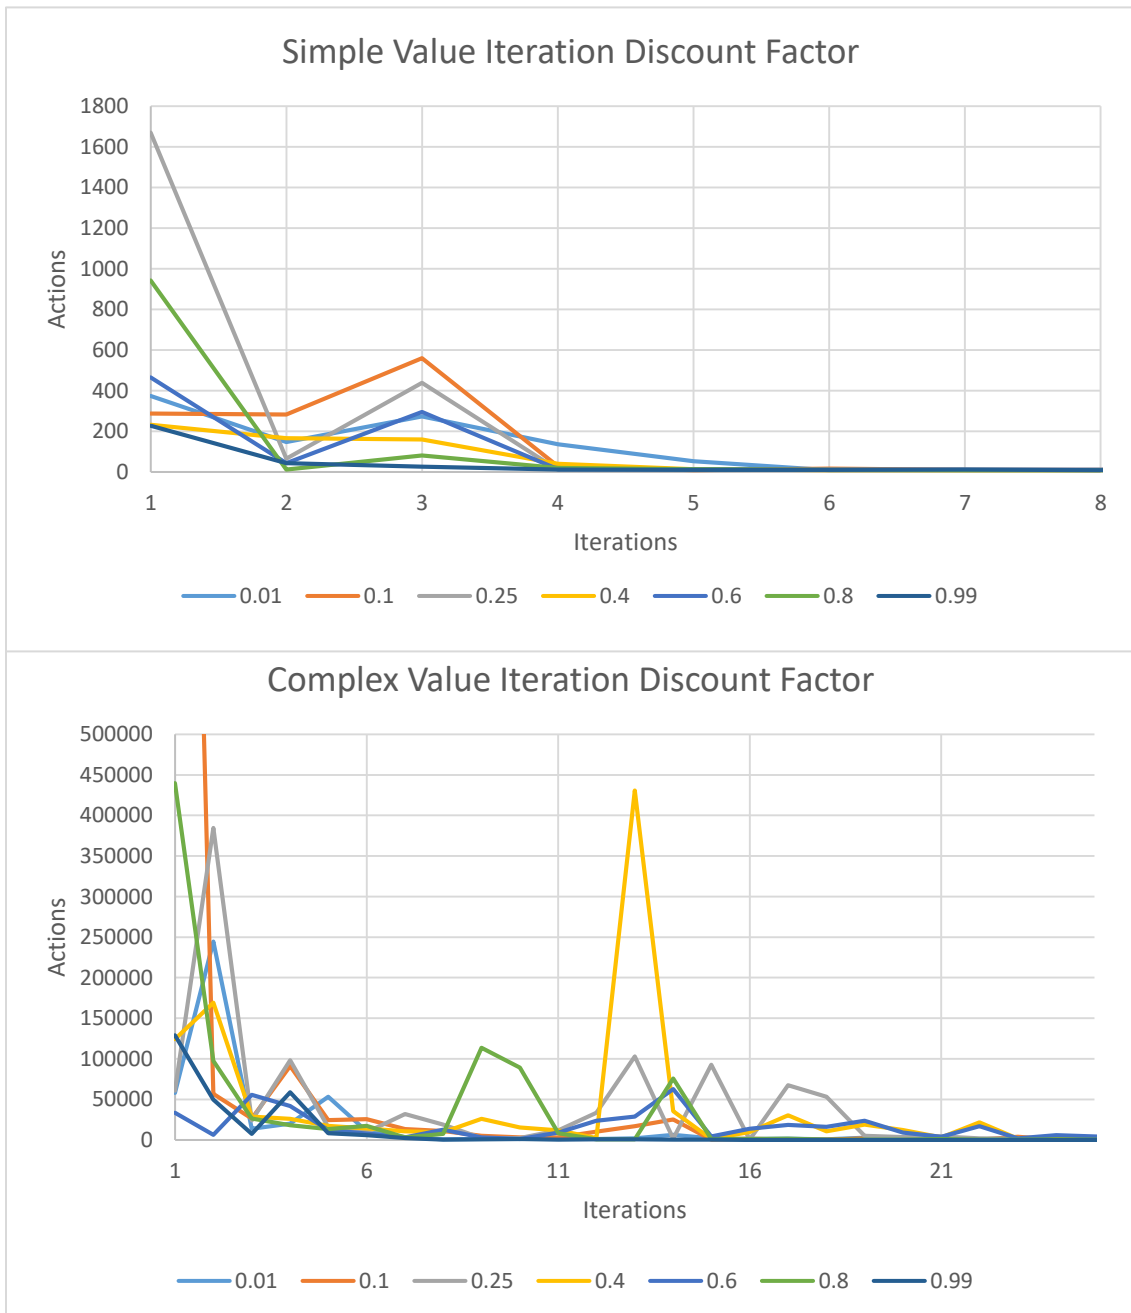 Simple Value Iteration Discount Factor
1800
1600
1400
1200
1000
800
600
400
200
0
Actions
1 2 3 4 5 6 7 8
Iterations
0.01 0.1 0.25 0.4 0.6 0.8 0.99
Complex Value Iteration Discount Factor
500000
450000
400000
350000
300000
250000
200000
150000
100000
50000
0
Actions
1 6 11 16 21
Iterations
0.01 0.1 0.25 0.4 0.6 0.8 0.99